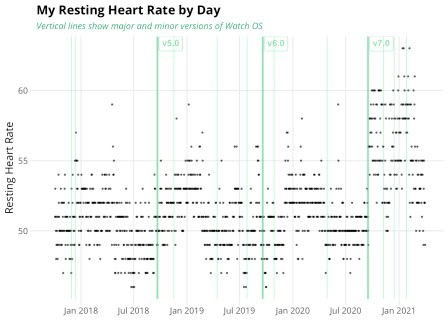 My Resting Heart Rate by Day
Vertical lines show major and minor versions of Watch OS
v5.0 v6.0 v7.0
60
55
50
Resting Heart Rate
Jan 2018 Jul 2018 Jan 2019 Jul 2019 Jan 2020 Jul 2020 Jan 2021